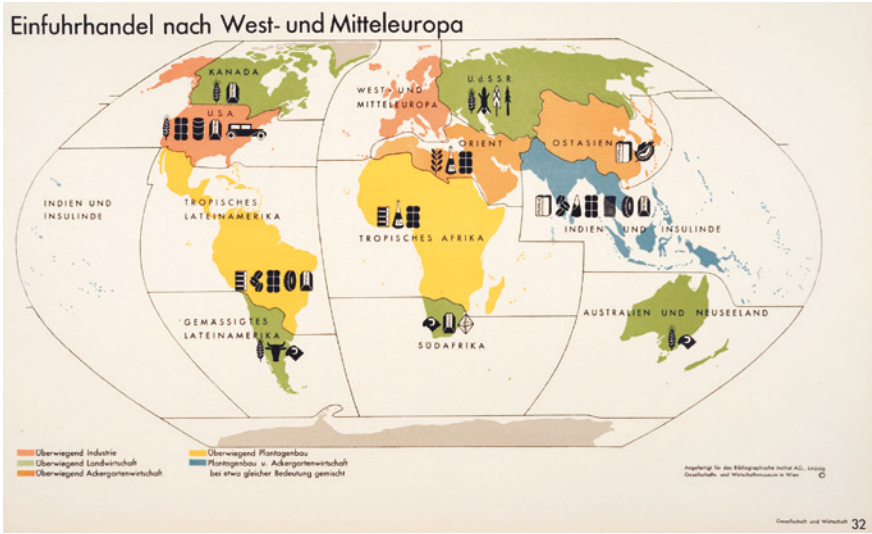 Einfuhrhandel nach West- und Mitteleuropa
KANADA
U.S.A.
WEST- UND
MITTELEUROPA
U.d.S.S.R.
ORIENT
OSTASIEN
INDIEN UND
INSULINDE
TROPISCHES
LATEINAMERIKA
TROPISCHES AFRIKA
INDIEN UND INSULINDE
GEMÄSSIGTES
LATEINAMERIKA
SÜDAFRIKA
AUSTRALIEN UND NEUSEELAND
Überwiegend Industrie
Überwiegend Landwirtschaft
Überwiegend Ackergartenwirtschaft
Überwiegend Plantagenbau
Plantagenbau u. Ackergartenwirtschaft
bei etwa gleicher Bedeutung gemischt
Angefertigt für das Bibliographische Institut AG., Leipzig
Gesellschafts- und Wirtschaftsmuseum in Wien ©
Gesellschaft und Wirtschaft 32